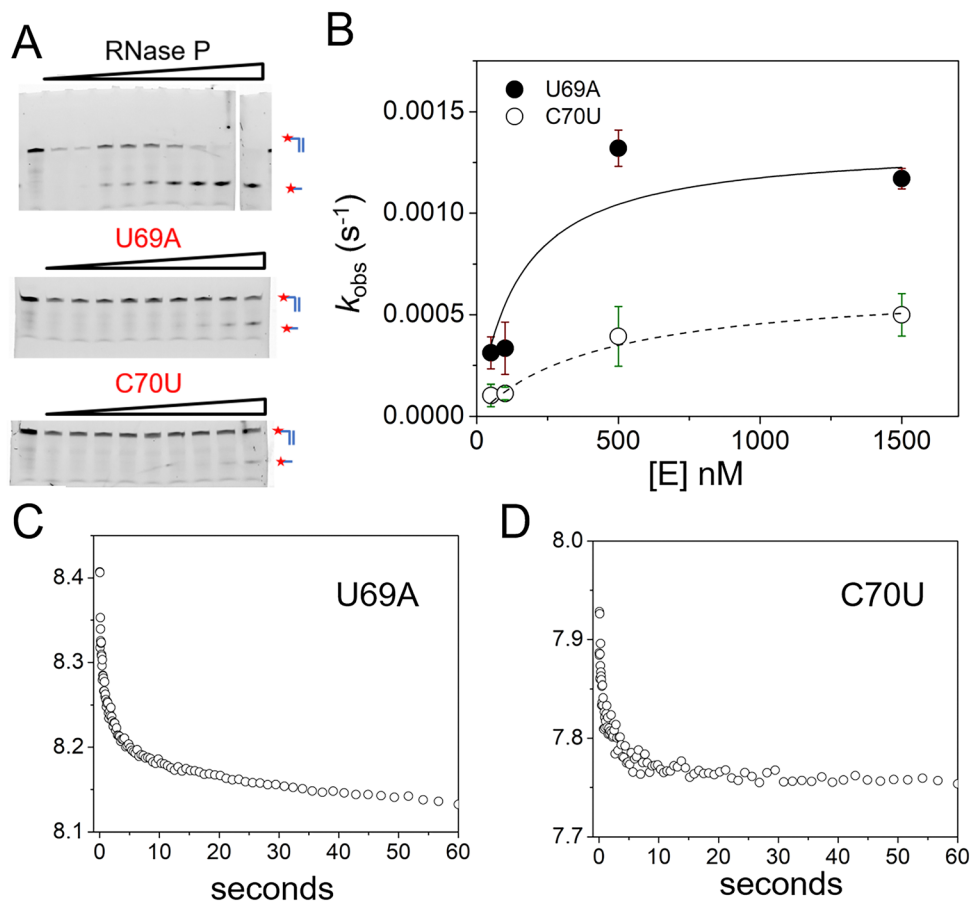 A
RNase P
U69A
C70U
B
U69A
C70U
0.0015
0.0010
0.0005
0.0000
k_obs (s⁻¹)
0
500
1000
1500
[E] nM
C
U69A
8.4
8.3
8.2
8.1
0
10
20
30
40
50
60
seconds
D
C70U
8.0
7.9
7.8
7.7
0
10
20
30
40
50
60
seconds